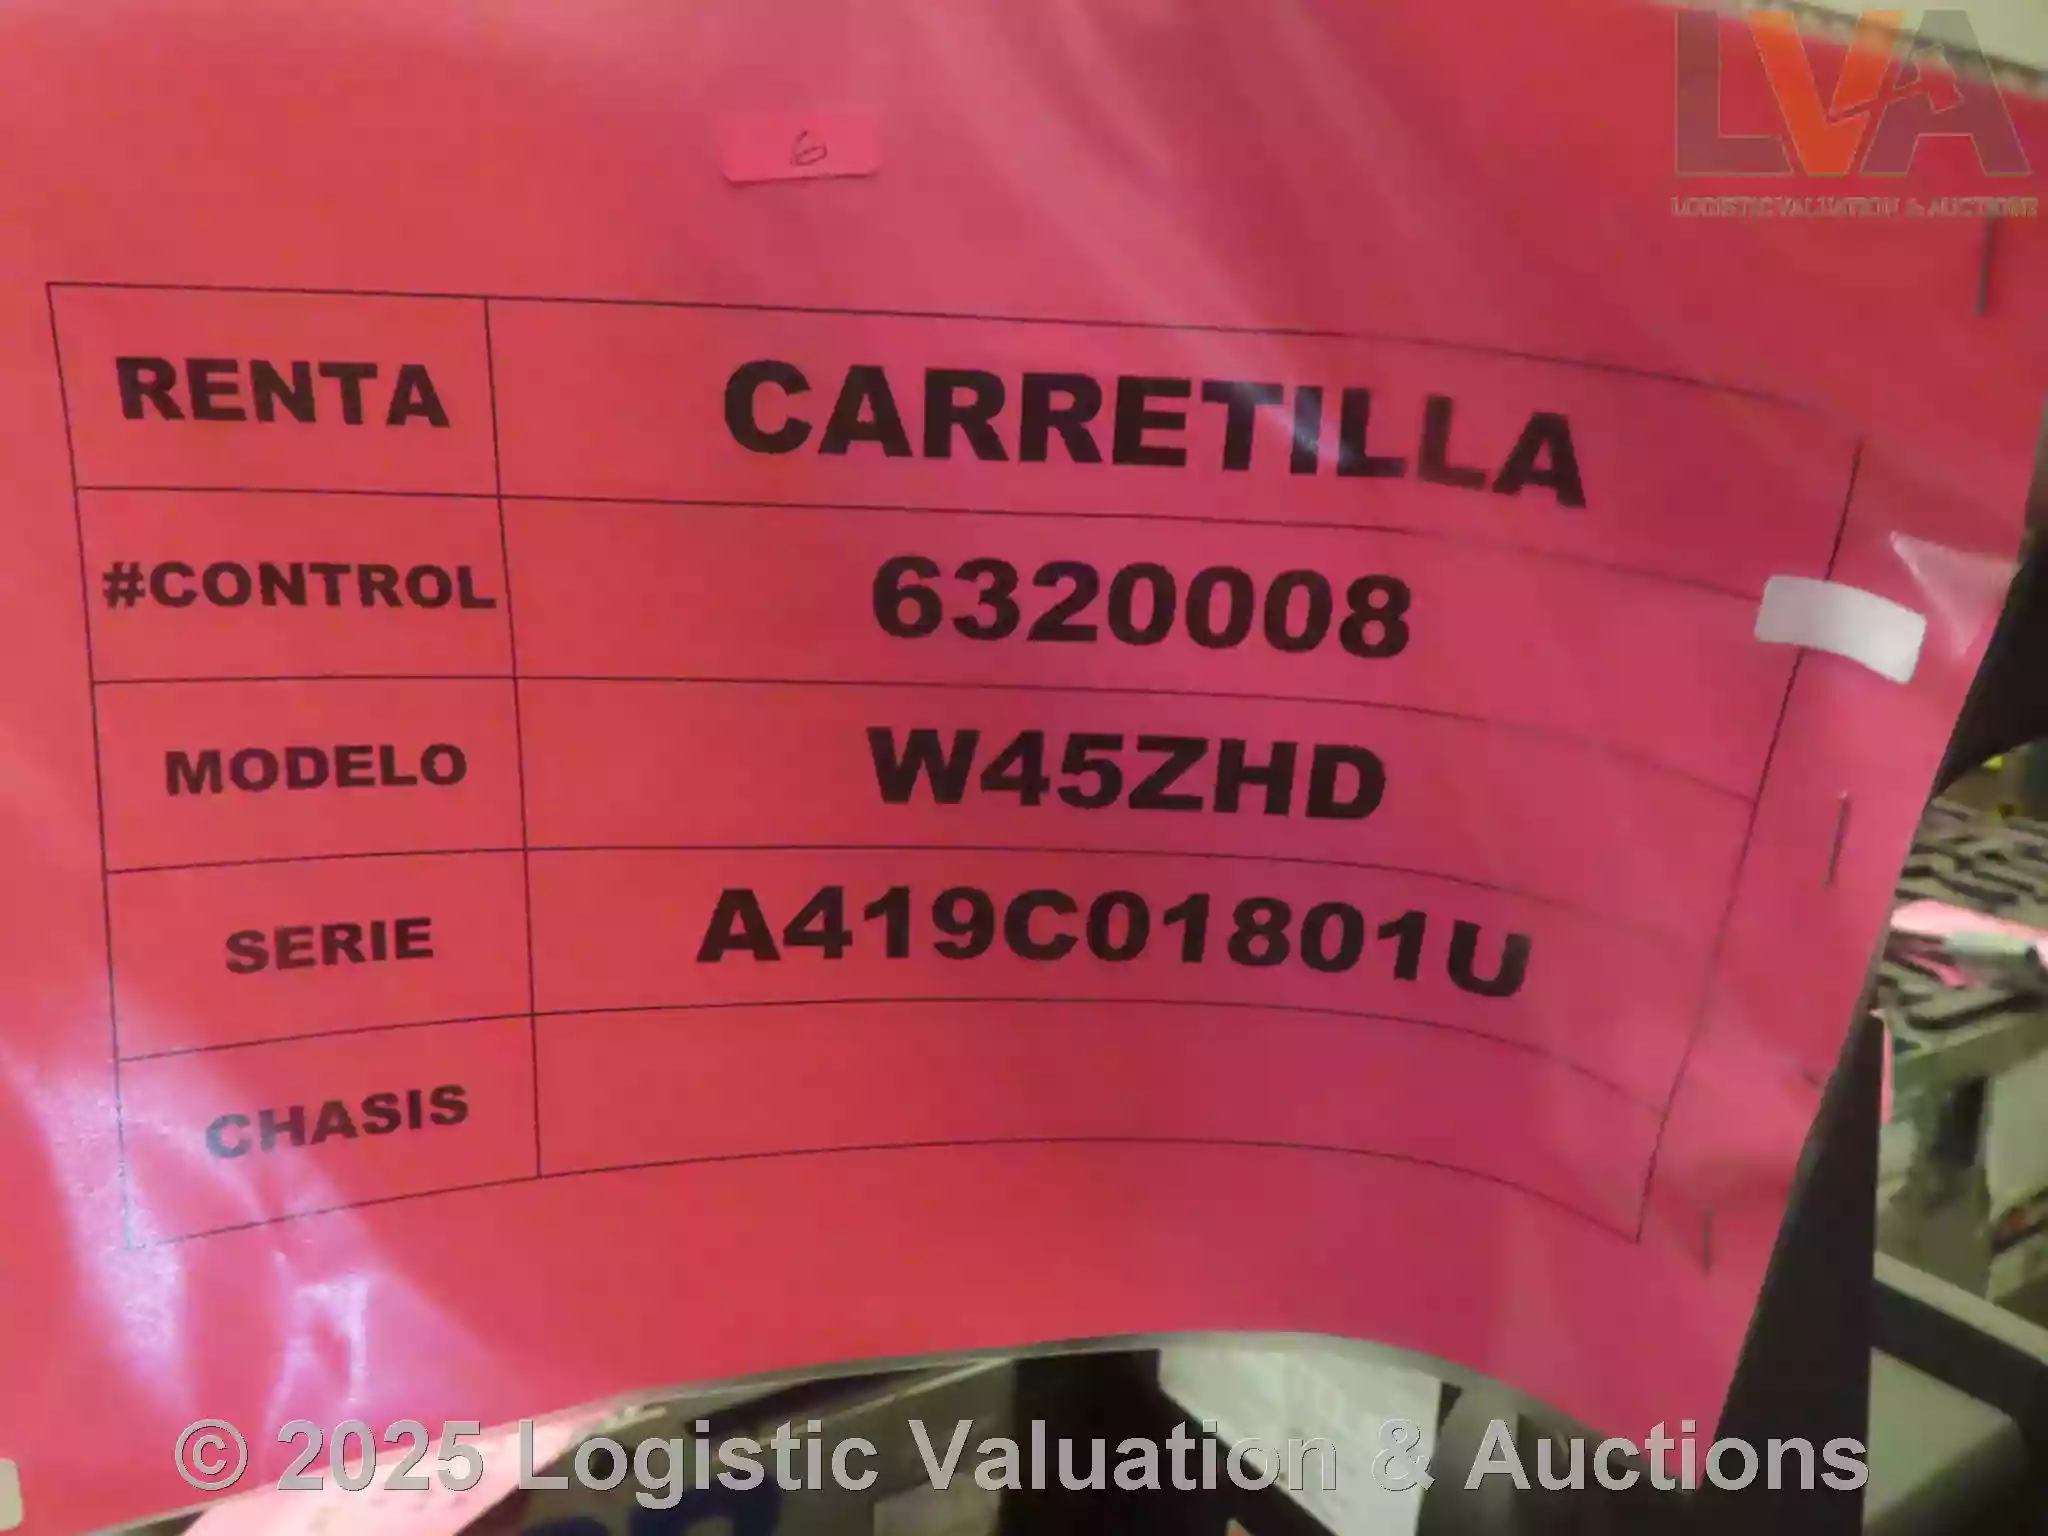 LVA
LOGISTIC VALUATION & AUCTIONS
6
RENTA CARRETILLA
#CONTROL 6320008
MODELO W45ZHD
SERIE A419C01801U
CHASIS
© 2025 Logistic Valuation & Auctions